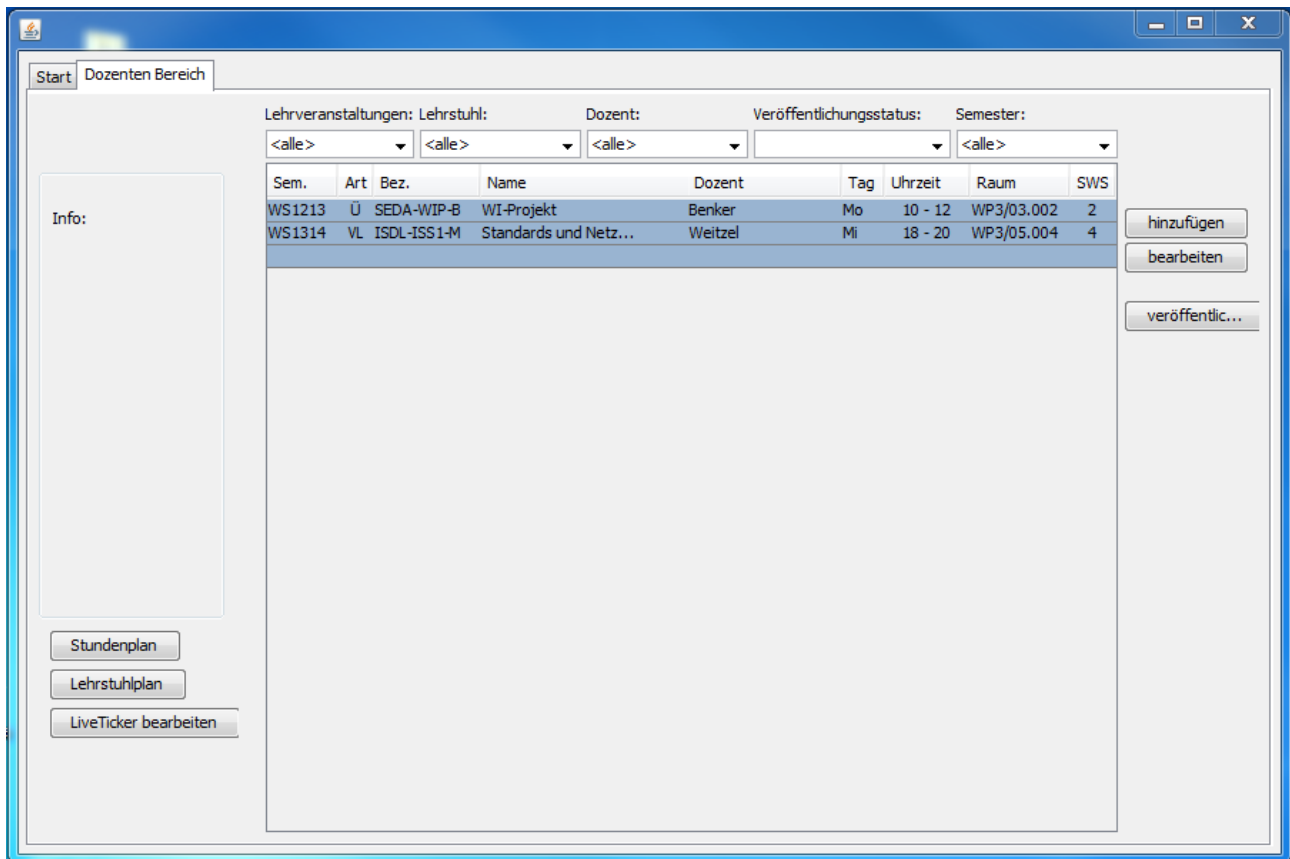 Start Dozenten Bereich
Lehrveranstaltungen: Lehrstuhl: Dozent: Veröffentlichungsstatus: Semester:
<alle> <alle> <alle> <alle>
Sem. Art Bez. Name Dozent Tag Uhrzeit Raum SWS
WS1213 Ü SEDA-WIP-B WI-Projekt Benker Mo 10 - 12 WP3/03.002 2
WS1314 VL ISDL-ISS1-M Standards und Netz... Weitzel Mi 18 - 20 WP3/05.004 4
Info:
hinzufügen
bearbeiten
veröffentlic...
Stundenplan
Lehrstuhlplan
LiveTicker bearbeiten